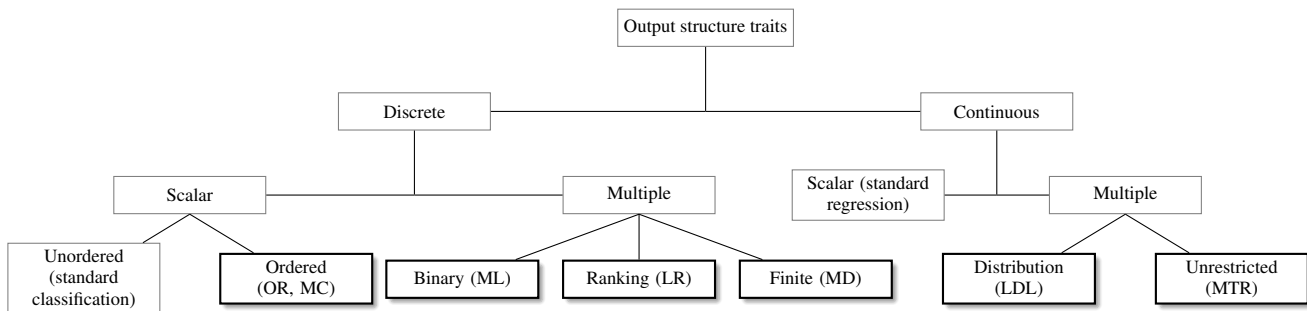 Output structure traits
Discrete
Continuous
Scalar
Multiple
Scalar (standard
regression)
Multiple
Unordered
(standard
classification)
Ordered
(OR, MC)
Binary (ML)
Ranking (LR)
Finite (MD)
Distribution
(LDL)
Unrestricted
(MTR)